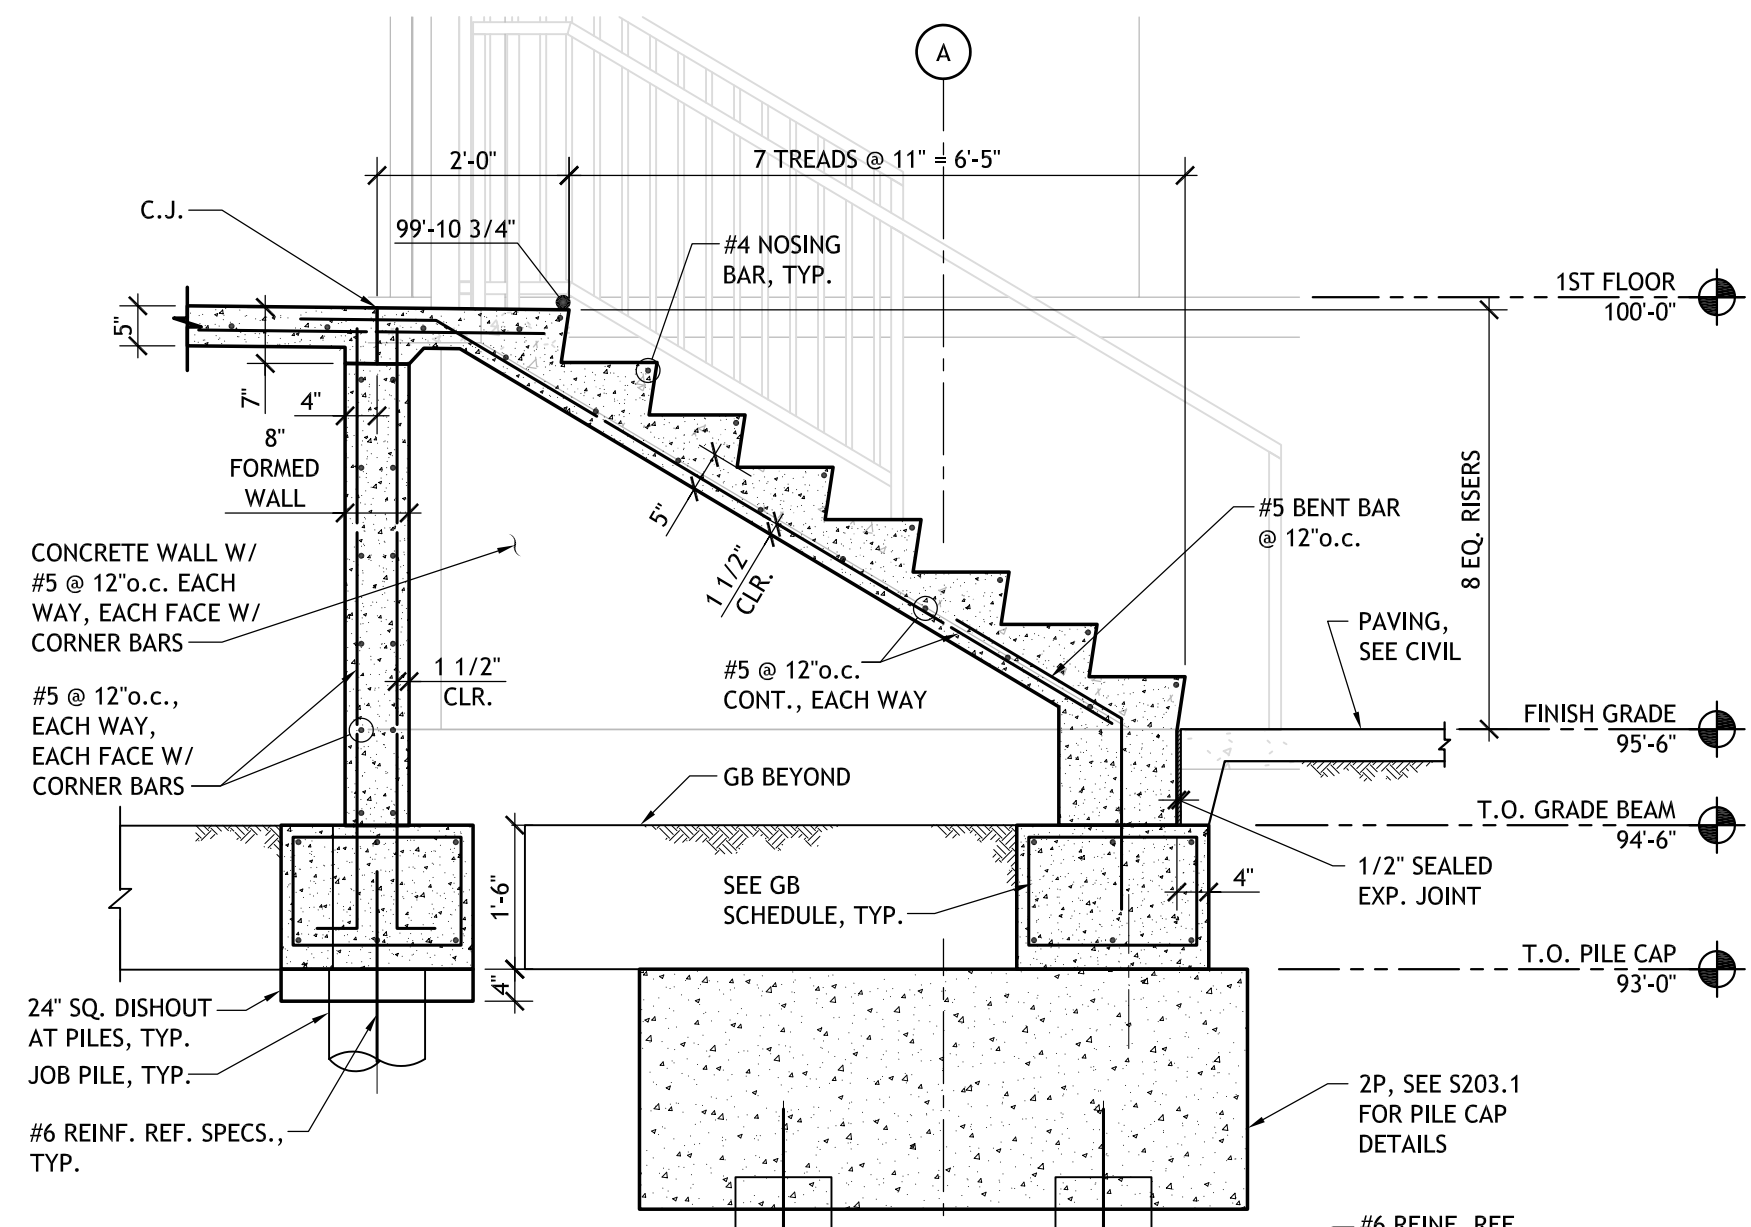 A
2'-0"
7 TREADS @ 11" = 6'-5"
C.J.
99'-10 3/4"
#4 NOSING
BAR, TYP.
1ST FLOOR
100'-0"
5"
7"
4"
8"
FORMED
WALL
5"
1 1/2"
CLR.
#5 BENT BAR
@ 12"o.c.
8 EQ. RISERS
CONCRETE WALL W/
#5 @ 12"o.c. EACH
WAY, EACH FACE W/
CORNER BARS
PAVING,
SEE CIVIL
1 1/2"
CLR.
#5 @ 12"o.c.
CONT., EACH WAY
#5 @ 12"o.c.,
EACH WAY,
EACH FACE W/
CORNER BARS
FINISH GRADE
95'-6"
GB BEYOND
T.O. GRADE BEAM
94'-6"
1'-6"
SEE GB
SCHEDULE, TYP.
4"
1/2" SEALED
EXP. JOINT
T.O. PILE CAP
93'-0"
4"
24" SQ. DISHOUT
AT PILES, TYP.
JOB PILE, TYP.
#6 REINF. REF. SPECS.,
TYP.
2P, SEE S203.1
FOR PILE CAP
DETAILS
#6 REINF. REF.